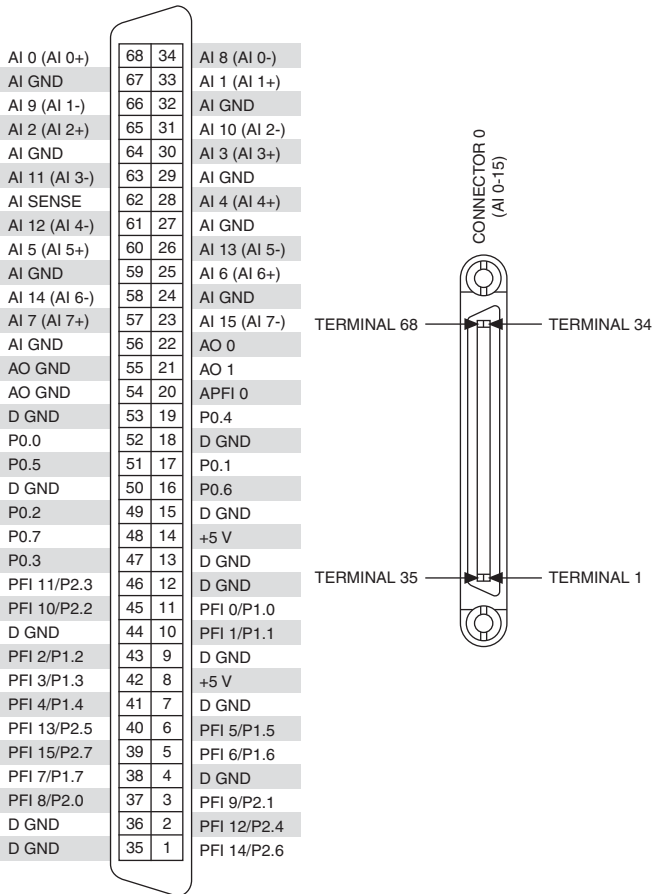 AI 0 (AI 0+) 68 34 AI 8 (AI 0-)
AI GND 67 33 AI 1 (AI 1+)
AI 9 (AI 1-) 66 32 AI GND
AI 2 (AI 2+) 65 31 AI 10 (AI 2-)
AI GND 64 30 AI 3 (AI 3+)
AI 11 (AI 3-) 63 29 AI GND
AI SENSE 62 28 AI 4 (AI 4+)
AI 12 (AI 4-) 61 27 AI GND
AI 5 (AI 5+) 60 26 AI 13 (AI 5-)
AI GND 59 25 AI 6 (AI 6+)
AI 14 (AI 6-) 58 24 AI GND
AI 7 (AI 7+) 57 23 AI 15 (AI 7-)
AI GND 56 22 AO 0
AO GND 55 21 AO 1
AO GND 54 20 APFI 0
D GND 53 19 P0.4
P0.0 52 18 D GND
P0.5 51 17 P0.1
D GND 50 16 P0.6
P0.2 49 15 D GND
P0.7 48 14 +5 V
P0.3 47 13 D GND
PFI 11/P2.3 46 12 D GND
PFI 10/P2.2 45 11 PFI 0/P1.0
D GND 44 10 PFI 1/P1.1
PFI 2/P1.2 43 9 D GND
PFI 3/P1.3 42 8 +5 V
PFI 4/P1.4 41 7 D GND
PFI 13/P2.5 40 6 PFI 5/P1.5
PFI 15/P2.7 39 5 PFI 6/P1.6
PFI 7/P1.7 38 4 D GND
PFI 8/P2.0 37 3 PFI 9/P2.1
D GND 36 2 PFI 12/P2.4
D GND 35 1 PFI 14/P2.6
CONNECTOR 0
(AI 0-15)
TERMINAL 68 TERMINAL 34
TERMINAL 35 TERMINAL 1